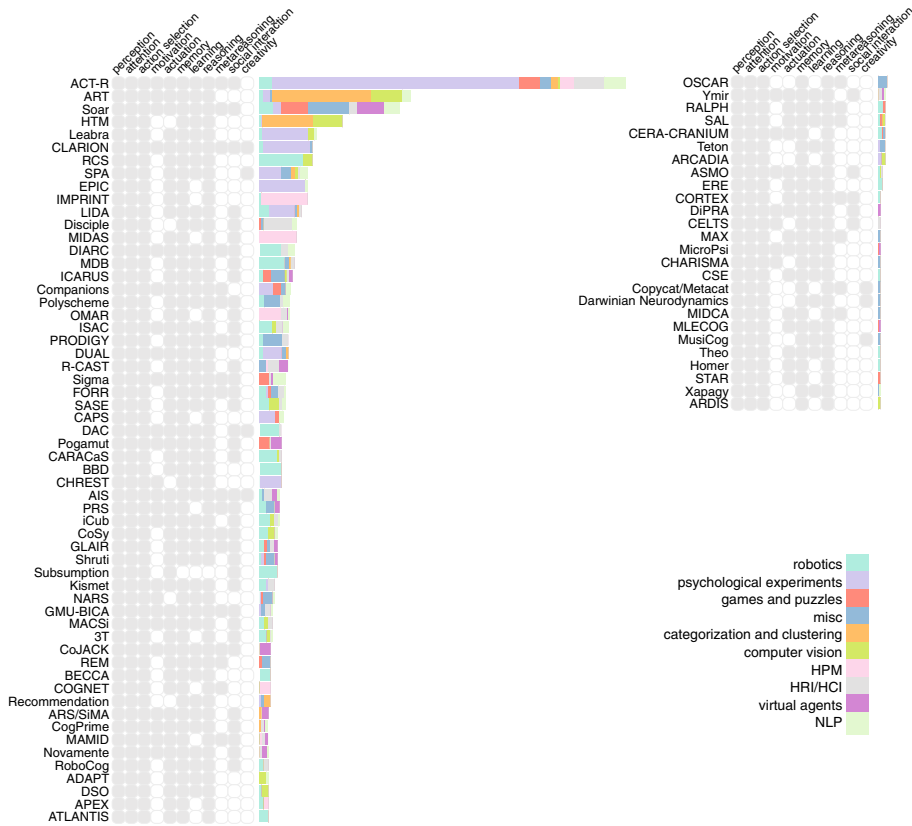 perception
attention
action selection
motivation
actuation
memory
learning
reasoning
metareasoning
social interaction
creativity
ACT-R
ART
Soar
HTM
Leabra
CLARION
RCS
SPA
EPIC
IMPRINT
LIDA
Disciple
MIDAS
DIARC
MDB
ICARUS
Companions
Polyscheme
OMAR
ISAC
PRODIGY
DUAL
R-CAST
Sigma
FORR
SASE
CAPS
DAC
Pogamut
CARACaS
BBD
CHREST
AIS
PRS
iCub
CoSy
GLAIR
Shruti
Subsumption
Kismet
NARS
GMU-BICA
MACSi
3T
CoJACK
REM
BECCA
COGNET
Recommendation
ARS/SiMA
CogPrime
MAMID
Novamente
RoboCog
ADAPT
DSO
APEX
ATLANTIS
perception
attention
action selection
motivation
actuation
memory
learning
reasoning
metareasoning
social interaction
creativity
OSCAR
Ymir
RALPH
SAL
CERA-CRANIUM
Teton
ARCADIA
ASMO
ERE
CORTEX
DiPRA
CELTS
MAX
MicroPsi
CHARISMA
CSE
Copycat/Metacat
Darwinian Neurodynamics
MIDCA
MLECOG
MusiCog
Theo
Homer
STAR
Xapagy
ARDIS
robotics
psychological experiments
games and puzzles
misc
categorization and clustering
computer vision
HPM
HRI/HCI
virtual agents
NLP